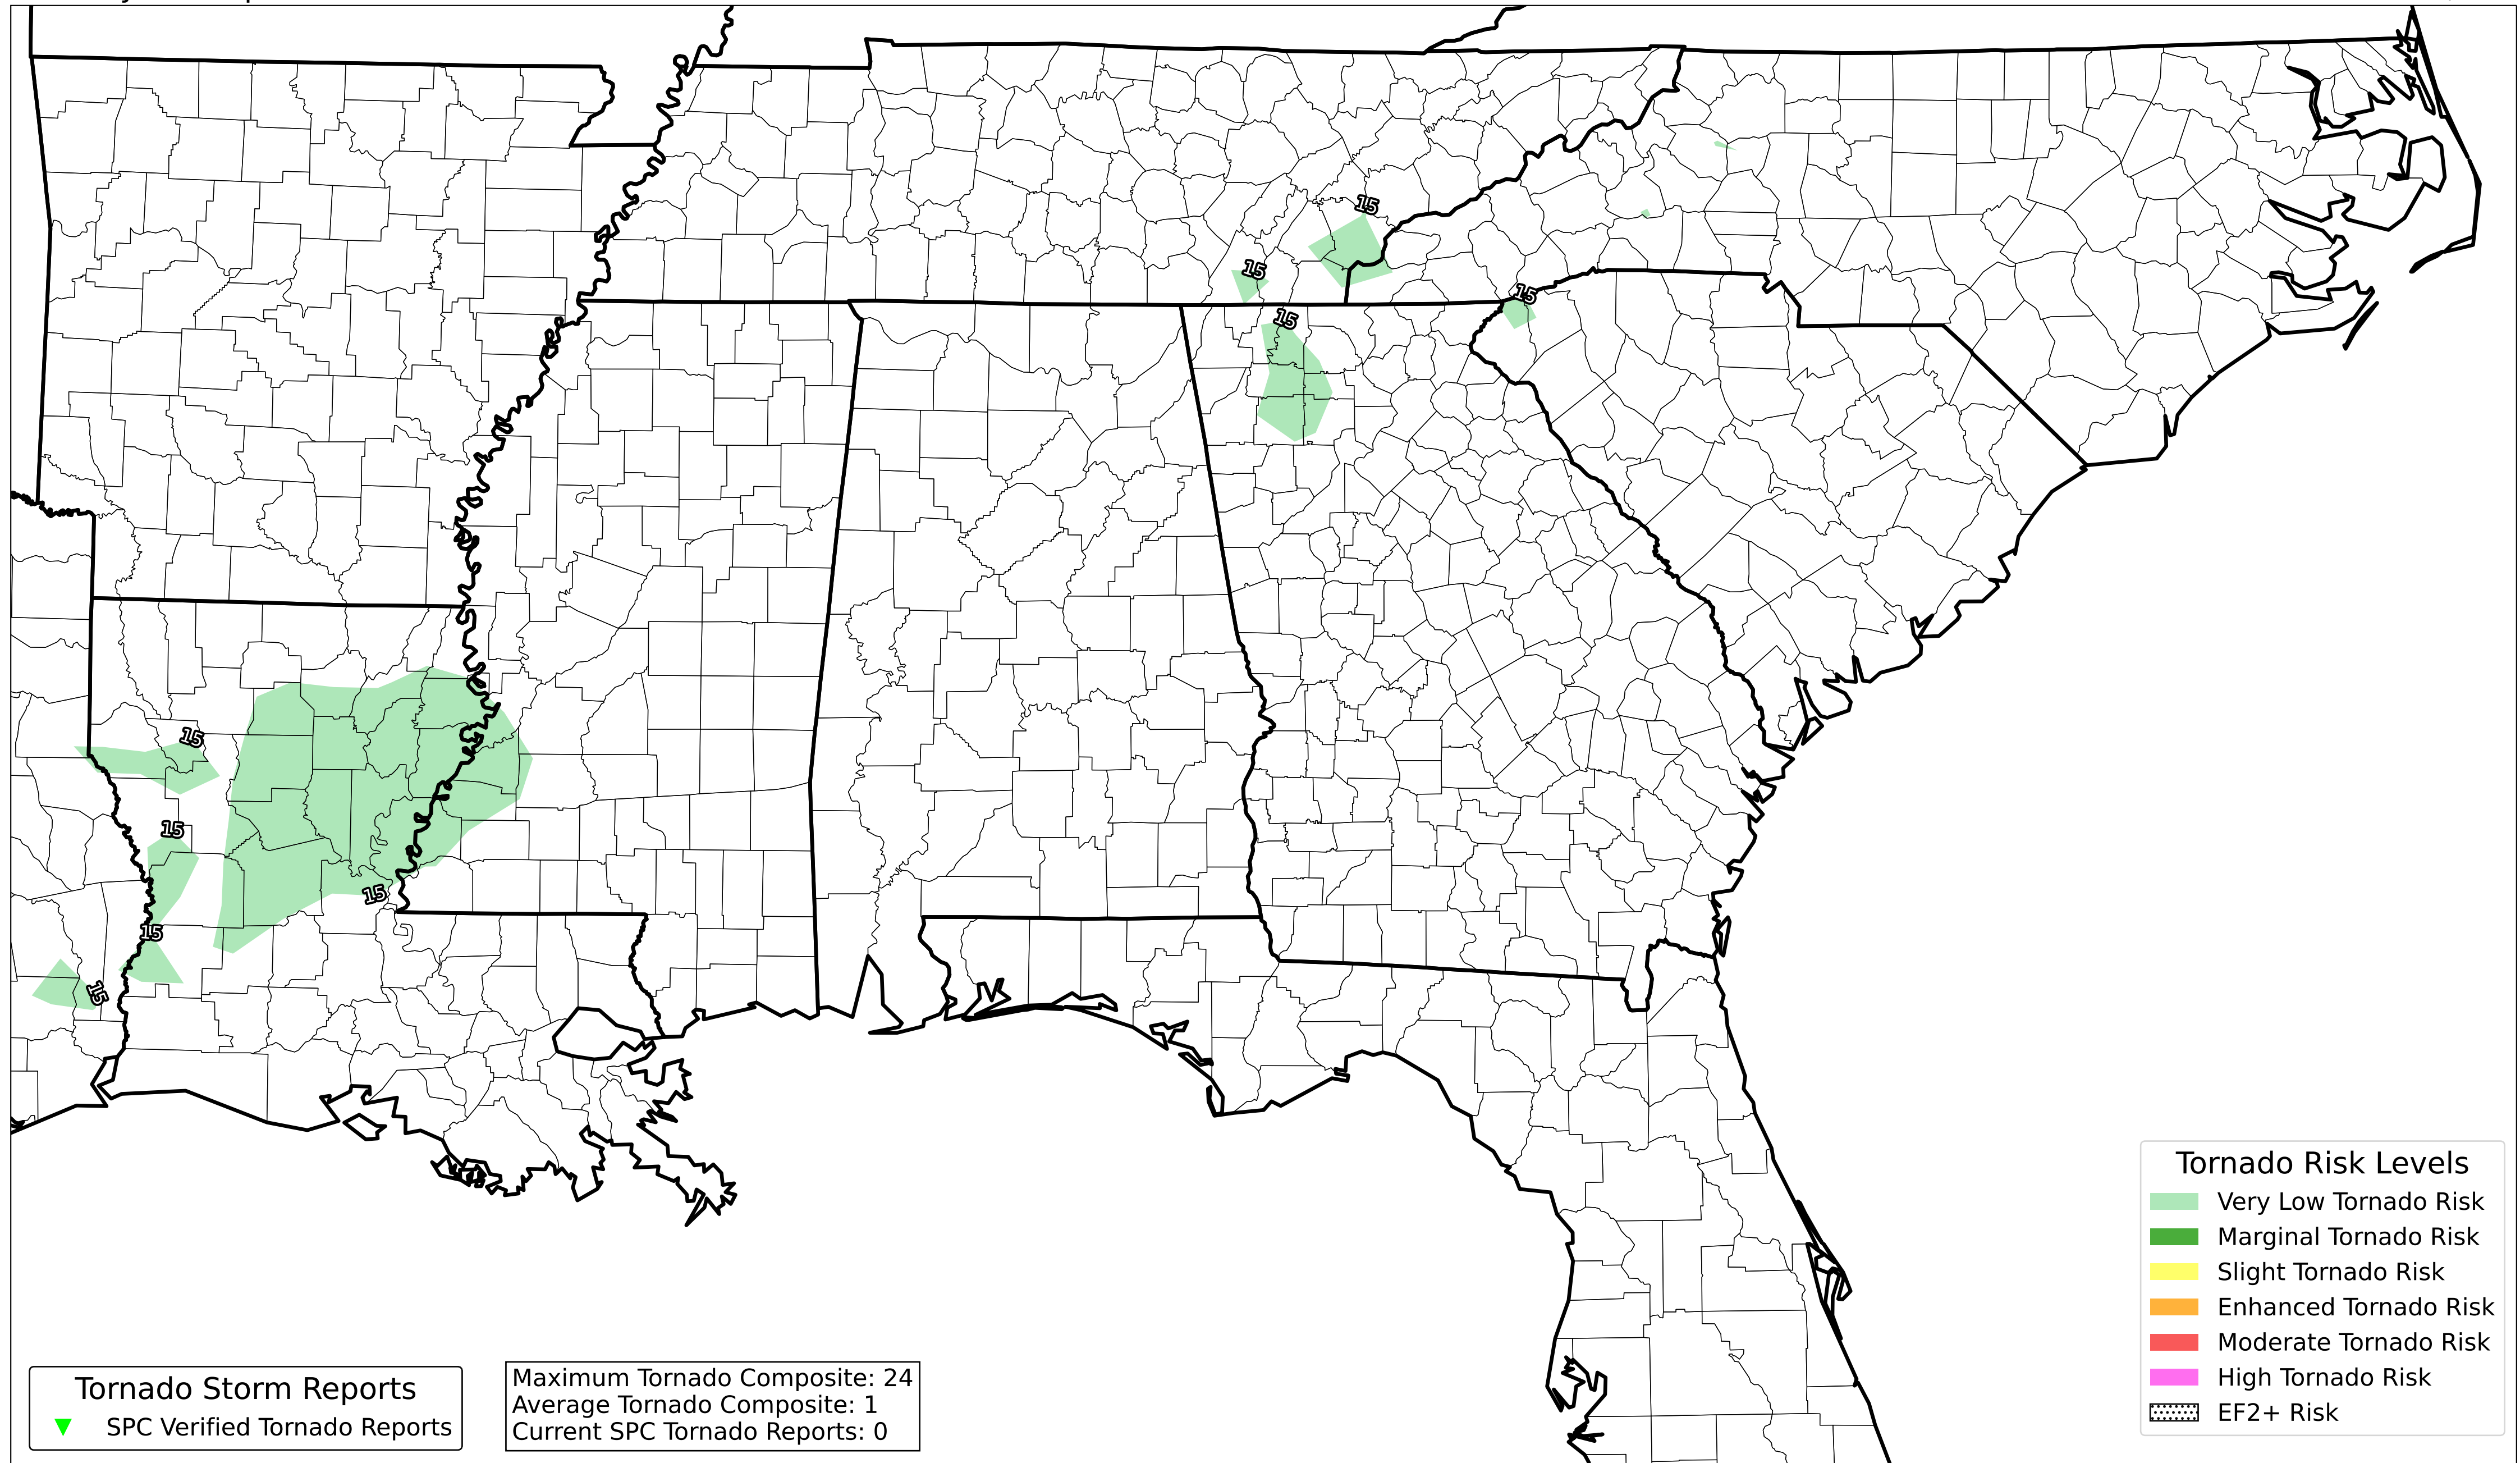 15
15
15
15
15
15
15
15
15
Tornado Risk Levels
Very Low Tornado Risk
Marginal Tornado Risk
Slight Tornado Risk
Enhanced Tornado Risk
Moderate Tornado Risk
High Tornado Risk
EF2+ Risk
Tornado Storm Reports
SPC Verified Tornado Reports
Maximum Tornado Composite: 24
Average Tornado Composite: 1
Current SPC Tornado Reports: 0